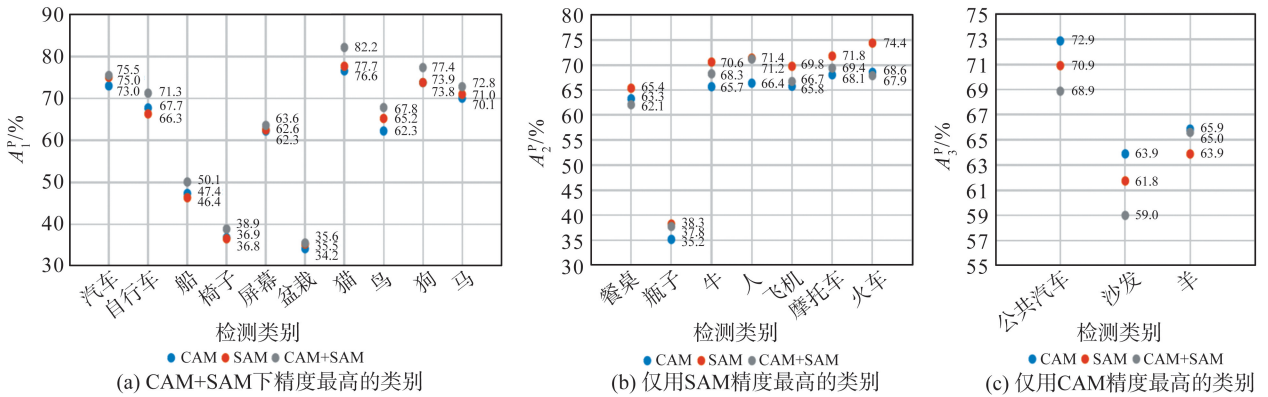 90
80
70
60
50
40
30
A₁ᴾ/%
75.5
75.0
73.0
71.3
67.7
66.3
50.1
47.4
46.4
38.9
36.9
36.8
63.6
62.6
62.3
35.6
35.5
34.2
82.2
77.7
76.6
67.8
65.2
62.3
77.4
73.9
73.8
72.8
71.0
70.1
汽车
自行车
船
椅子
屏幕
盆栽
猫
鸟
狗
马
检测类别
CAM SAM CAM+SAM
(a) CAM+SAM下精度最高的类别
80
75
70
65
60
55
50
45
40
35
30
A₂ᴾ/%
65.4
63.3
62.1
38.3
37.8
35.2
70.6
68.3
65.7
71.4
71.2
66.4
69.8
66.7
65.8
71.8
69.4
68.1
74.4
68.6
67.9
餐桌
瓶子
牛
人
飞机
摩托车
火车
检测类别
CAM SAM CAM+SAM
(b) 仅用SAM精度最高的类别
75
73
71
69
67
65
63
61
59
57
55
A₃ᴾ/%
72.9
70.9
68.9
63.9
61.8
59.0
65.9
65.0
63.9
公共汽车
沙发
羊
检测类别
CAM SAM CAM+SAM
(c) 仅用CAM精度最高的类别